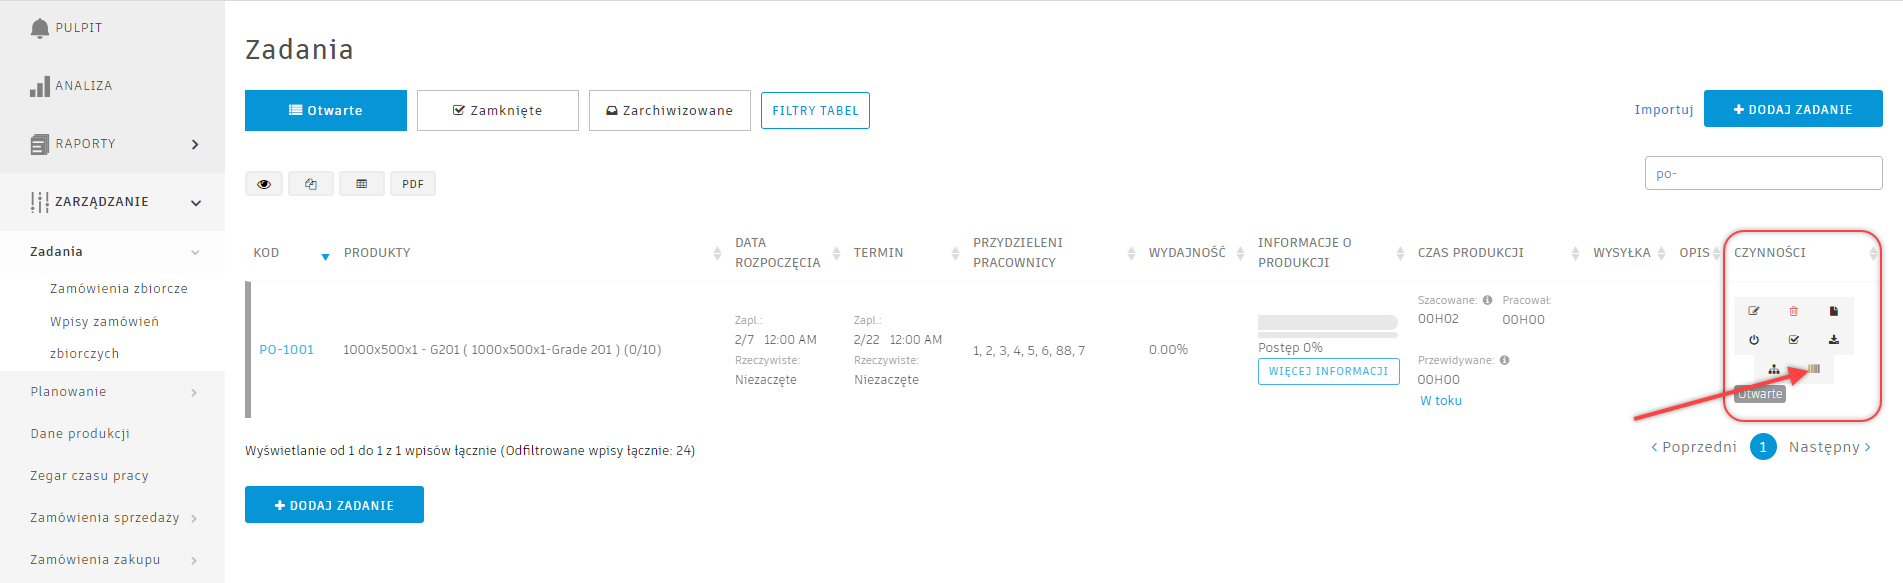 PULPIT
ANALIZA
RAPORTY
ZARZĄDZANIE
Zadania
Zamówienia zbiorcze
Wpisy zamówień
zbiorczych
Planowanie
Dane produkcji
Zegar czasu pracy
Zamówienia sprzedaży
Zamówienia zakupu
Zadania
Otwarte
Zamknięte
Zarchiwizowane
FILTRY TABEL
Importuj
+ DODAJ ZADANIE
PDF
po-
KOD
PRODUKTY
DATA
ROZPOCZĘCIA
TERMIN
PRZYDZIELENI
PRACOWNICY
WYDAJNOŚĆ
INFORMACJE O
PRODUKCJI
CZAS PRODUKCJI
WYSYŁKA
OPIS
CZYNNOŚCI
PO-1001
1000x500x1 - G201 ( 1000x500x1-Grade 201 ) (0/10)
Zapl.:
2/7 12:00 AM
Rzeczywiste:
Niezaczęte
Zapl.:
2/22 12:00 AM
Rzeczywiste:
Niezaczęte
1, 2, 3, 4, 5, 6, 88, 7
0.00%
Postęp 0%
WIĘCEJ INFORMACJI
Szacowane:
00H02
Pracował:
00H00
Przewidywane:
00H00
W toku
Otwarte
Wyświetlanie od 1 do 1 z 1 wpisów łącznie (Odfiltrowane wpisy łącznie: 24)
< Poprzedni 1 Następny >
+ DODAJ ZADANIE